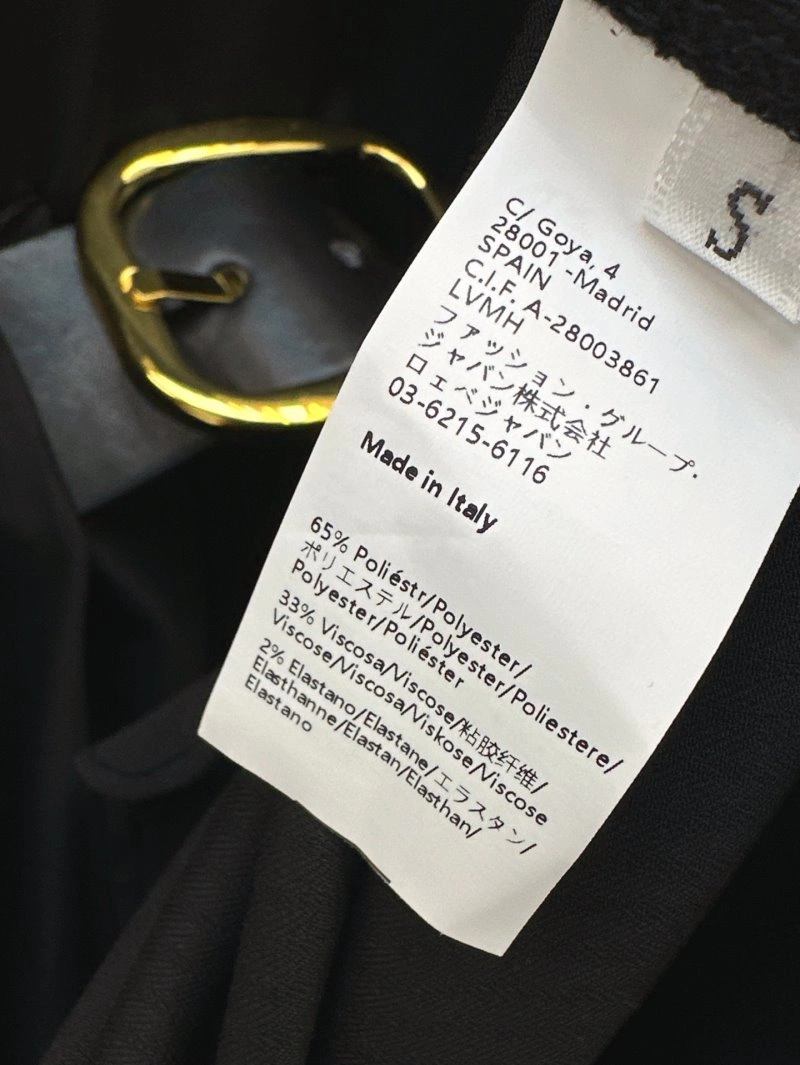 S
C/ Goya, 4
28001 -Madrid
SPAIN
C.I.F. A-28003861
LVMH
ファッション・グループ.
ジャパン株式会社
ロエベジャパン
03-6215-6116
Made in Italy
65% Poliéstr/Polyester/
ポリエステル/Polyester/Poliestere/
Polyester/Poliéster
33% Viscosa/Viscose/粘胶纤维/
Viscose/Viscosa/Viskose/Viscose
2% Elastano/Elastane/エラスタン/
Elasthanne/Elastan/Elasthan/
Elastano